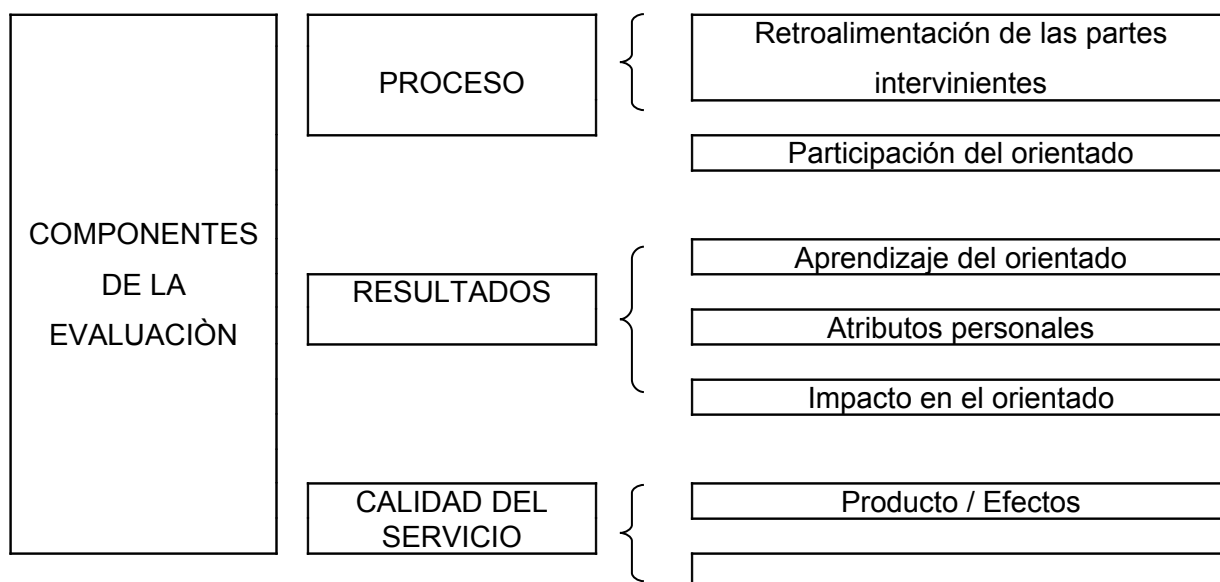 COMPONENTES
DE LA
EVALUACIÒN
PROCESO
Retroalimentación de las partes
intervinientes
Participación del orientado
RESULTADOS
Aprendizaje del orientado
Atributos personales
Impacto en el orientado
CALIDAD DEL
SERVICIO
Producto / Efectos